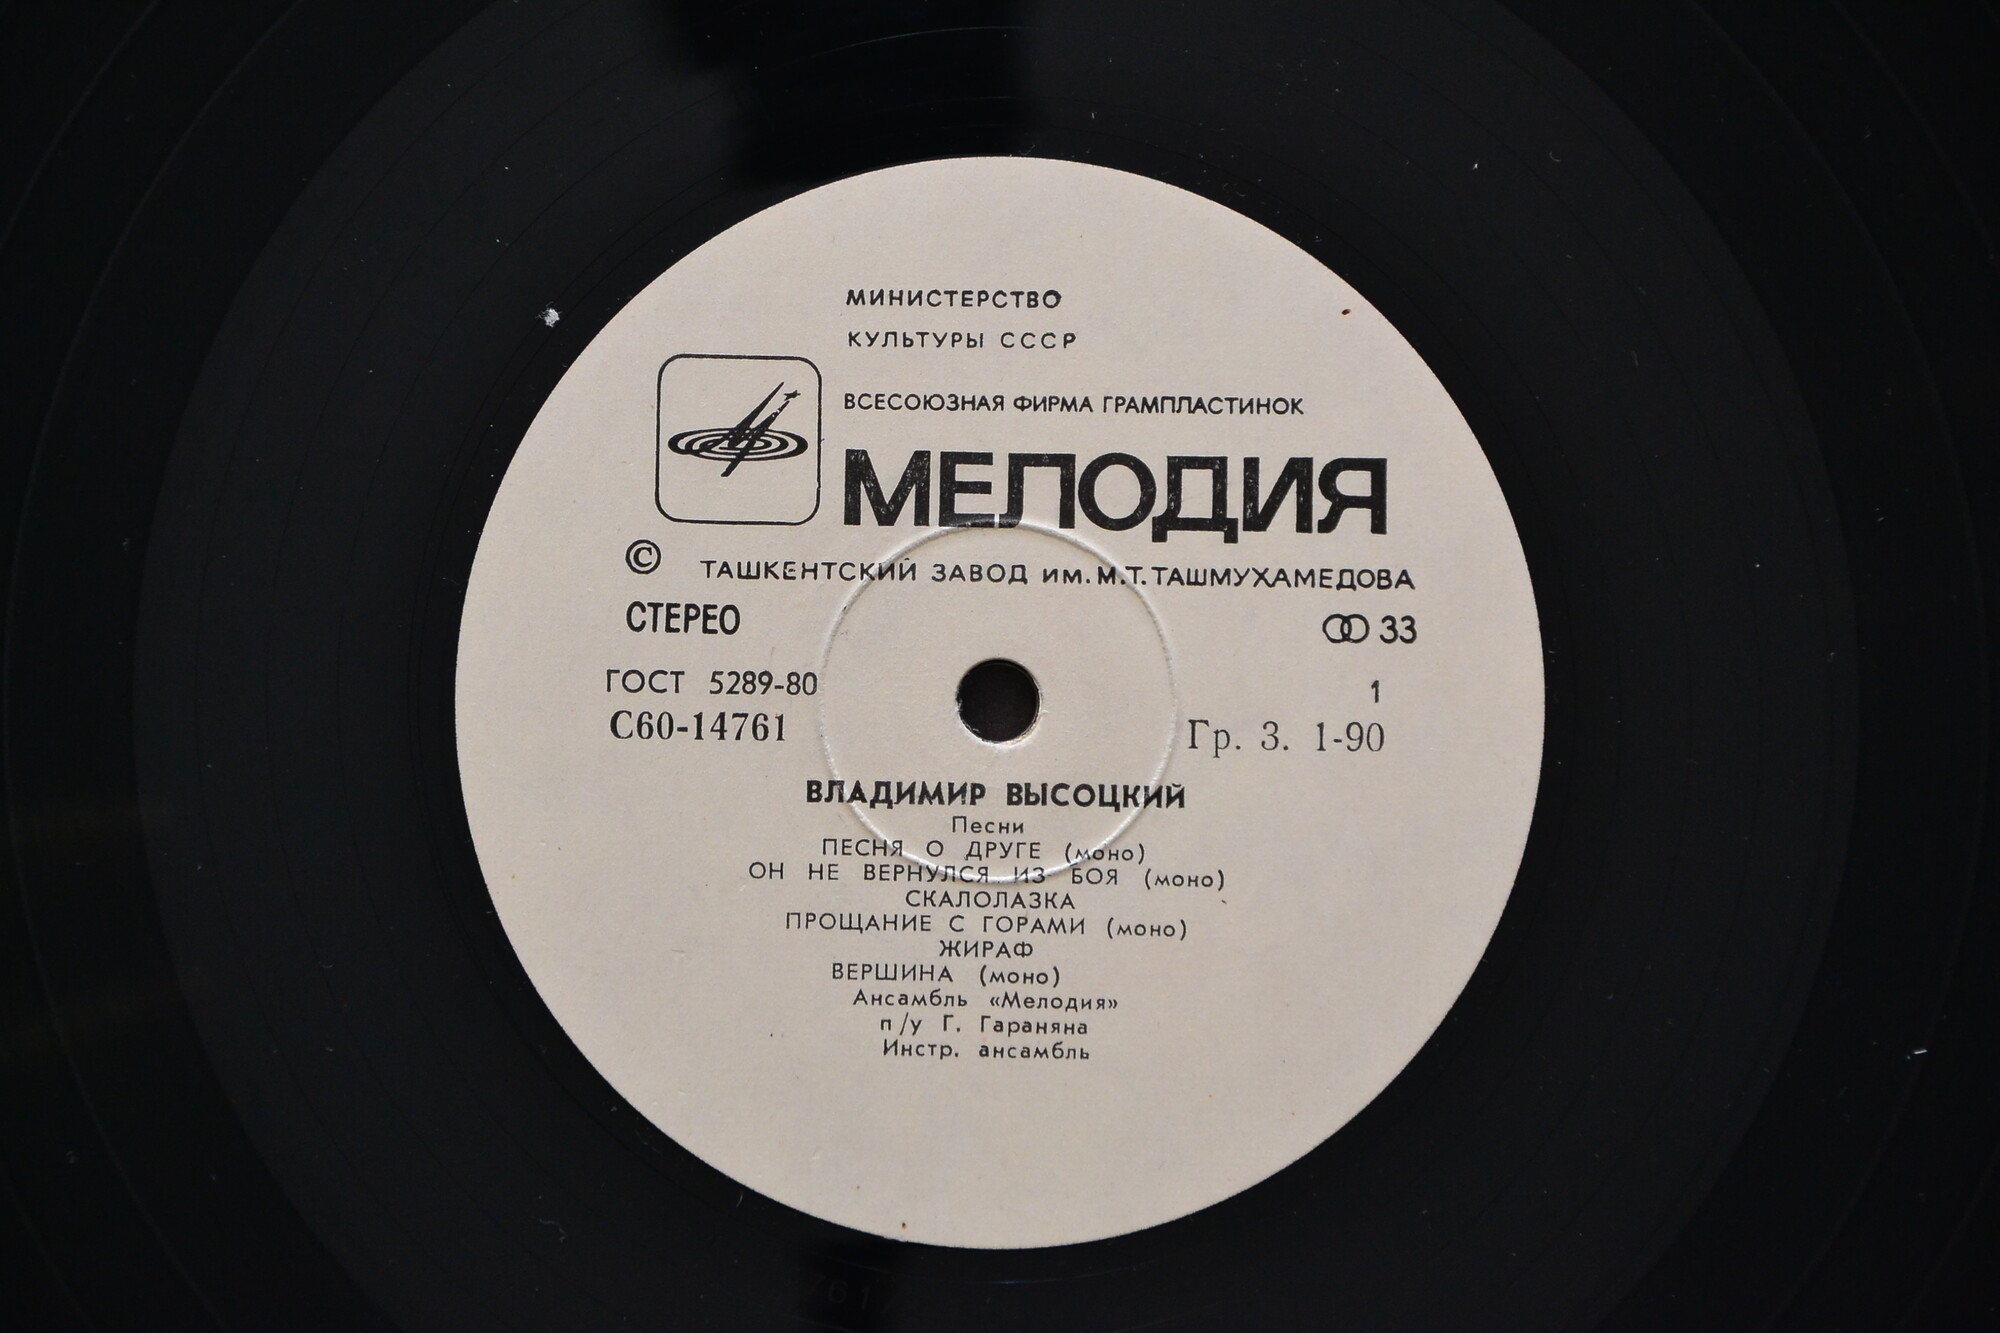 МИНИСТЕРСТВО
КУЛЬТУРЫ СССР
ВСЕСОЮЗНАЯ ФИРМА ГРАМПЛАСТИНОК
МЕЛОДИЯ
© ТАШКЕНТСКИЙ ЗАВОД ИМ. М.Т. ТАШМУХАМЕДОВА
СТЕРЕО 33
ГОСТ 5289-80 1
С60-14761 Гр. 3. 1-90
ВЛАДИМИР ВЫСОЦКИЙ
Песни
ПЕСНЯ О ДРУГЕ (моно)
ОН НЕ ВЕРНУЛСЯ ИЗ БОЯ (моно)
СКАЛОЛАЗКА
ПРОЩАНИЕ С ГОРАМИ (моно)
ЖИРАФ
ВЕРШИНА (моно)
Ансамбль «Мелодия»
п/у Г. Гараняна
Инстр. ансамбль